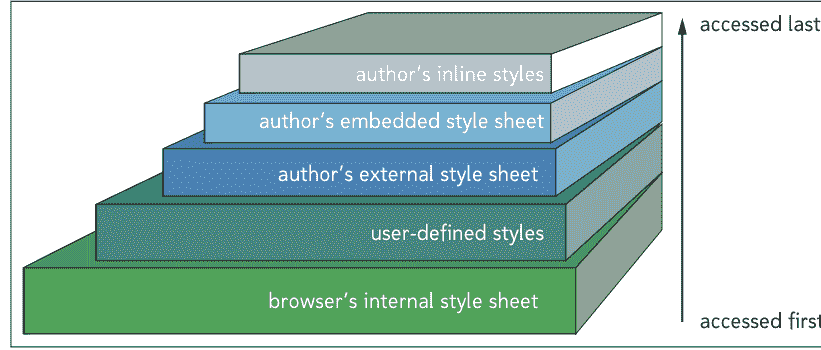 accessed last
author's inline styles
author's embedded style sheet
author's external style sheet
user-defined styles
browser's internal style sheet
accessed first